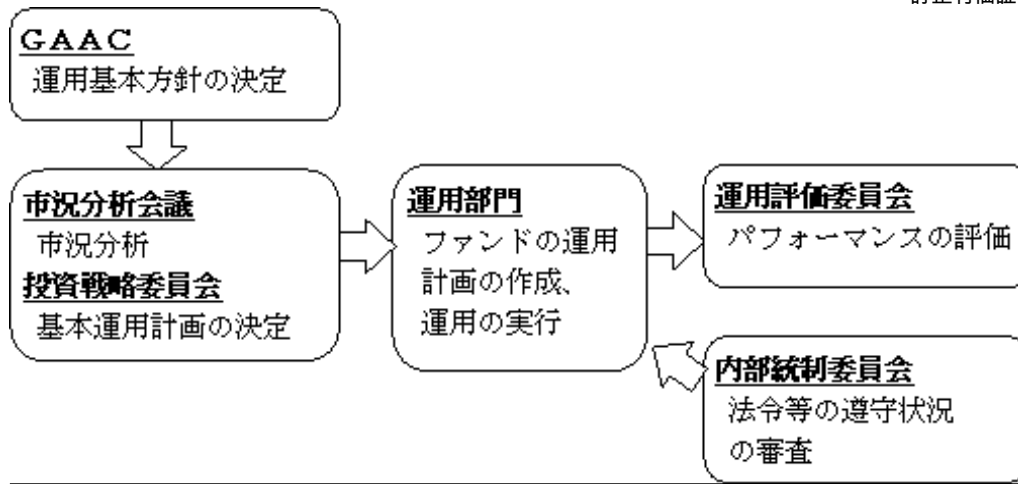 ＧＡＡＣ
運用基本方針の決定
市況分析会議
市況分析
投資戦略委員会
基本運用計画の決定
運用部門
ファンドの運用
計画の作成、
運用の実行
運用評価委員会
パフォーマンスの評価
内部統制委員会
法令等の遵守状況
の審査